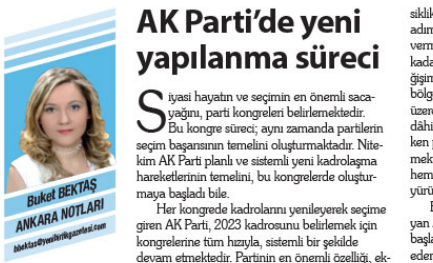 AK Parti'de yeni
yapılanma süreci
Siyasi hayatın ve seçimin en önemli saca-
yağını, parti kongreleri belirlemektedir.
Bu kongre süreci; aynı zamanda partilerin
seçim başarısının temelini oluşturmaktadır. Nite-
kim AK Parti planlı ve sistemli yeni kadrolaşma
hareketlerinin temelini, bu kongrelerde oluştur-
maya başladı bile.
Her kongrede kadrolarını yenileyerek seçime
giren AK Parti, 2023 kadrosunu belirlemek için
kongrelerine tüm hızıyla, sistemli bir şekilde
devam etmektedir. Partinin en önemli özelliği, ek-
Buket BEKTAŞ
ANKARA NOTLARI
bbektas@yenibirlikgazetesi.com
siklik
adım
verm
kada
ğişim
bölg
üzer
dâhi
ken
mek
hem
yürü
yan
başla
eder